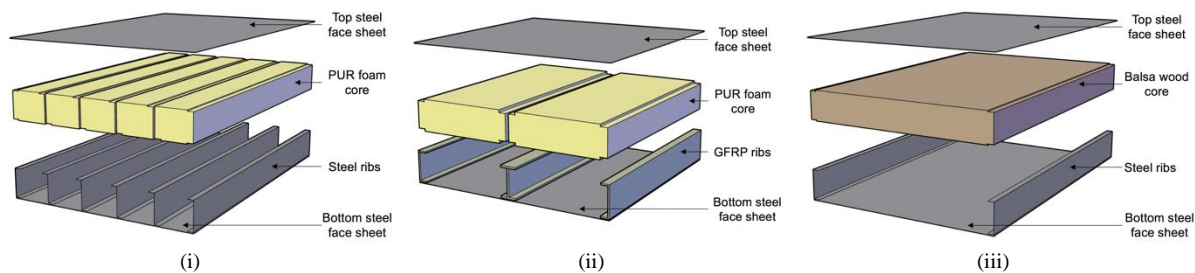 Top steel
face sheet
PUR foam
core
Steel ribs
Bottom steel
face sheet
(i)
Top steel
face sheet
PUR foam
core
GFRP ribs
Bottom steel
face sheet
(ii)
Top steel
face sheet
Balsa wood
core
Steel ribs
Bottom steel
face sheet
(iii)